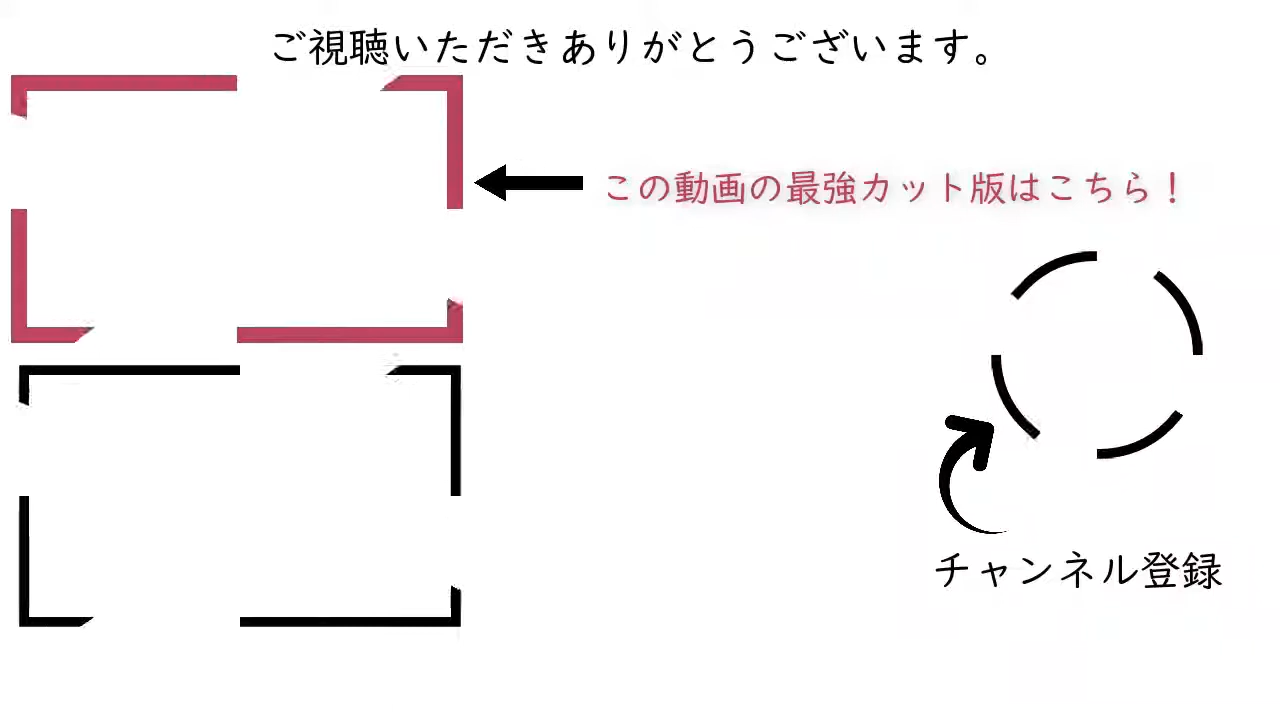 ご視聴いただきありがとうございます。
この動画の最強カット版はこちら！
チャンネル登録